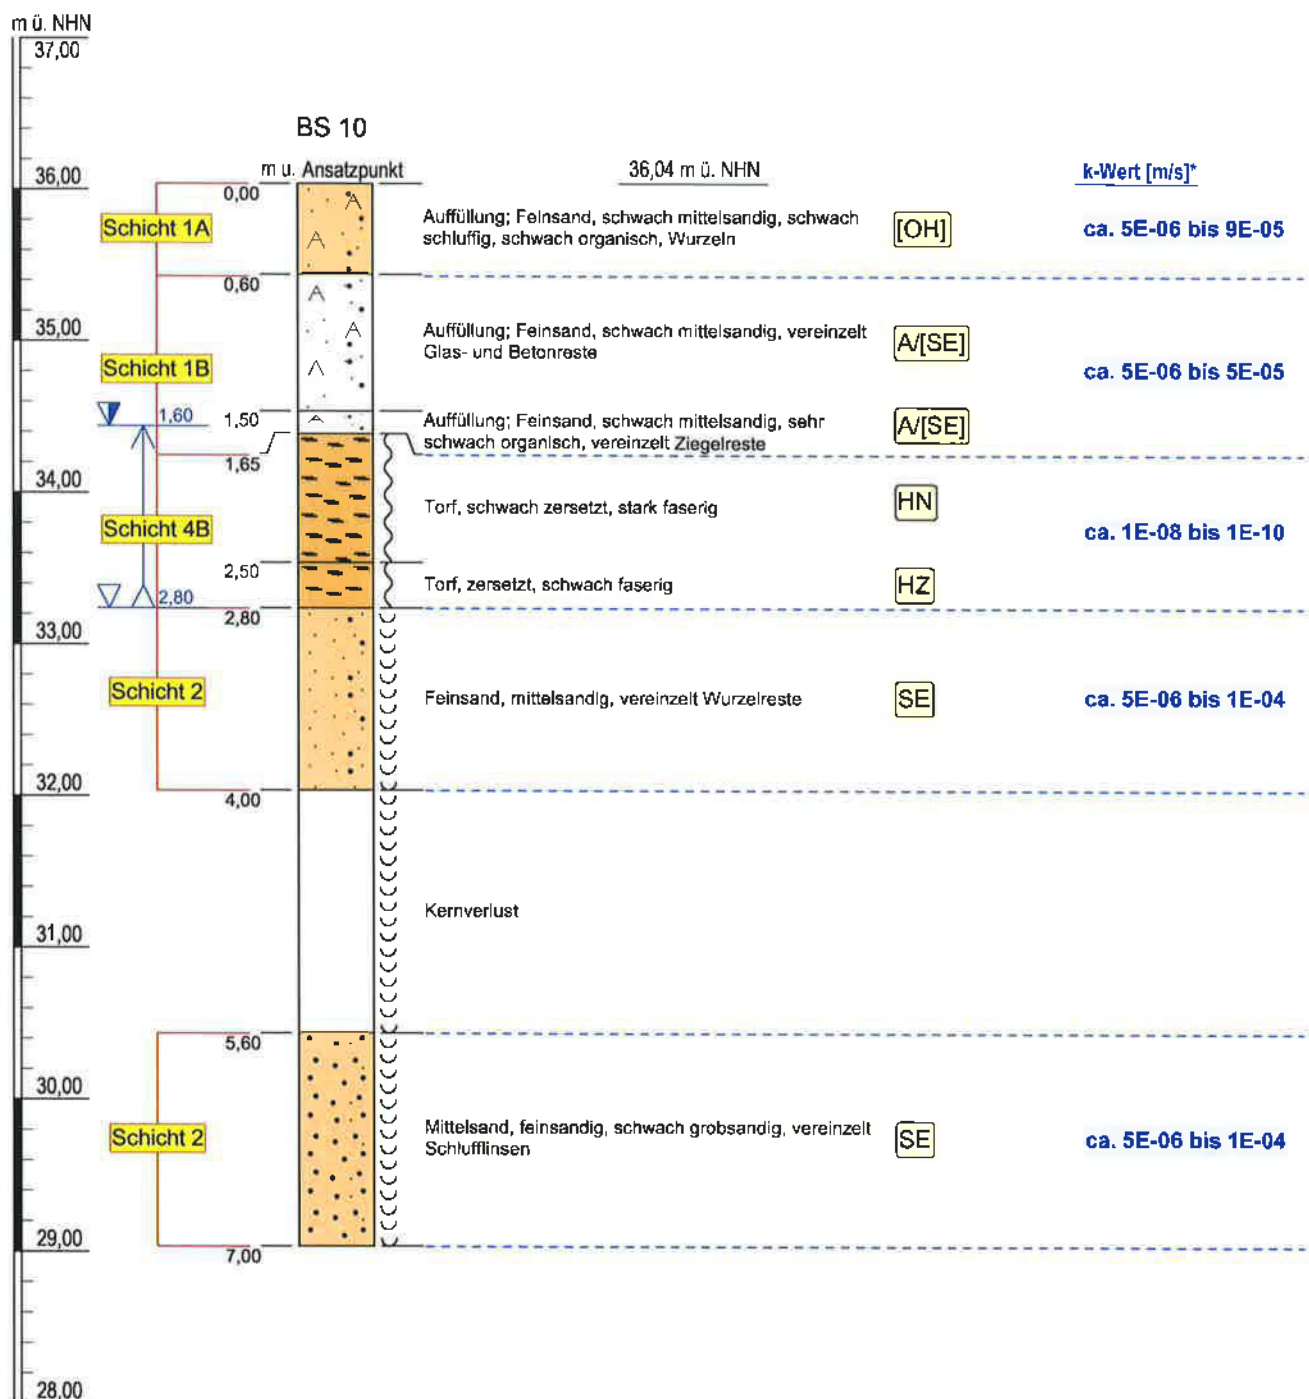 m ü. NHN
37,00
BS 10
m u. Ansatzpunkt
36,04 m ü. NHN
k-Wert [m/s]*
36,00
0,00
Schicht 1A
Auffüllung; Feinsand, schwach mittelsandig, schwach
schluffig, schwach organisch, Wurzeln
[OH]
ca. 5E-06 bis 9E-05
0,60
35,00
Auffüllung; Feinsand, schwach mittelsandig, vereinzelt
Glas- und Betonreste
A/[SE]
Schicht 1B
ca. 5E-06 bis 5E-05
1,60
1,50
Auffüllung; Feinsand, schwach mittelsandig, sehr
schwach organisch, vereinzelt Ziegelreste
A/[SE]
1,65
34,00
Torf, schwach zersetzt, stark faserig
HN
Schicht 4B
ca. 1E-08 bis 1E-10
2,50
Torf, zersetzt, schwach faserig
HZ
2,80
2,80
33,00
Schicht 2
Feinsand, mittelsandig, vereinzelt Wurzelreste
SE
ca. 5E-06 bis 1E-04
32,00
4,00
Kernverlust
31,00
5,60
30,00
Schicht 2
Mittelsand, feinsandig, schwach grobsandig, vereinzelt
Schlufflinsen
SE
ca. 5E-06 bis 1E-04
29,00
7,00
28,00